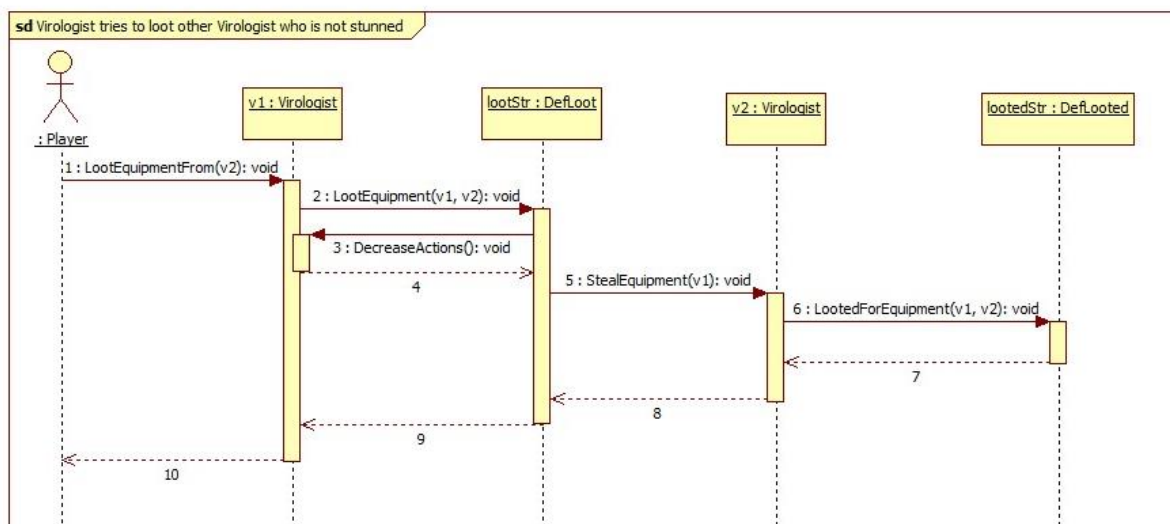 sd Virologist tries to loot other Virologist who is not stunned
v1 : Virologist
lootStr : DefLoot
v2 : Virologist
lootedStr : DefLooted
: Player
1 : LootEquipmentFrom(v2): void
2 : LootEquipment(v1, v2): void
3 : DecreaseActions(): void
4
5 : StealEquipment(v1): void
6 : LootedForEquipment(v1, v2): void
7
8
9
10